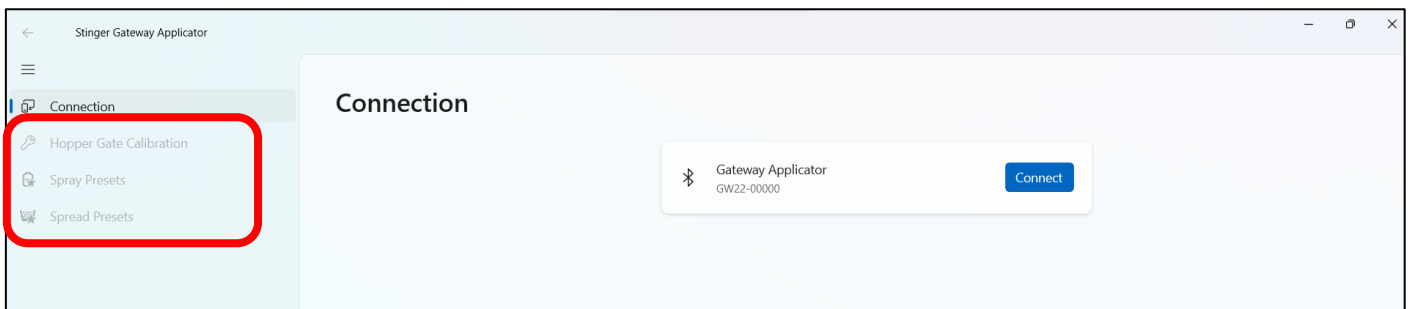 Stinger Gateway Applicator
Connection
Hopper Gate Calibration
Spray Presets
Spread Presets
Connection
Gateway Applicator
GW22-00000
Connect